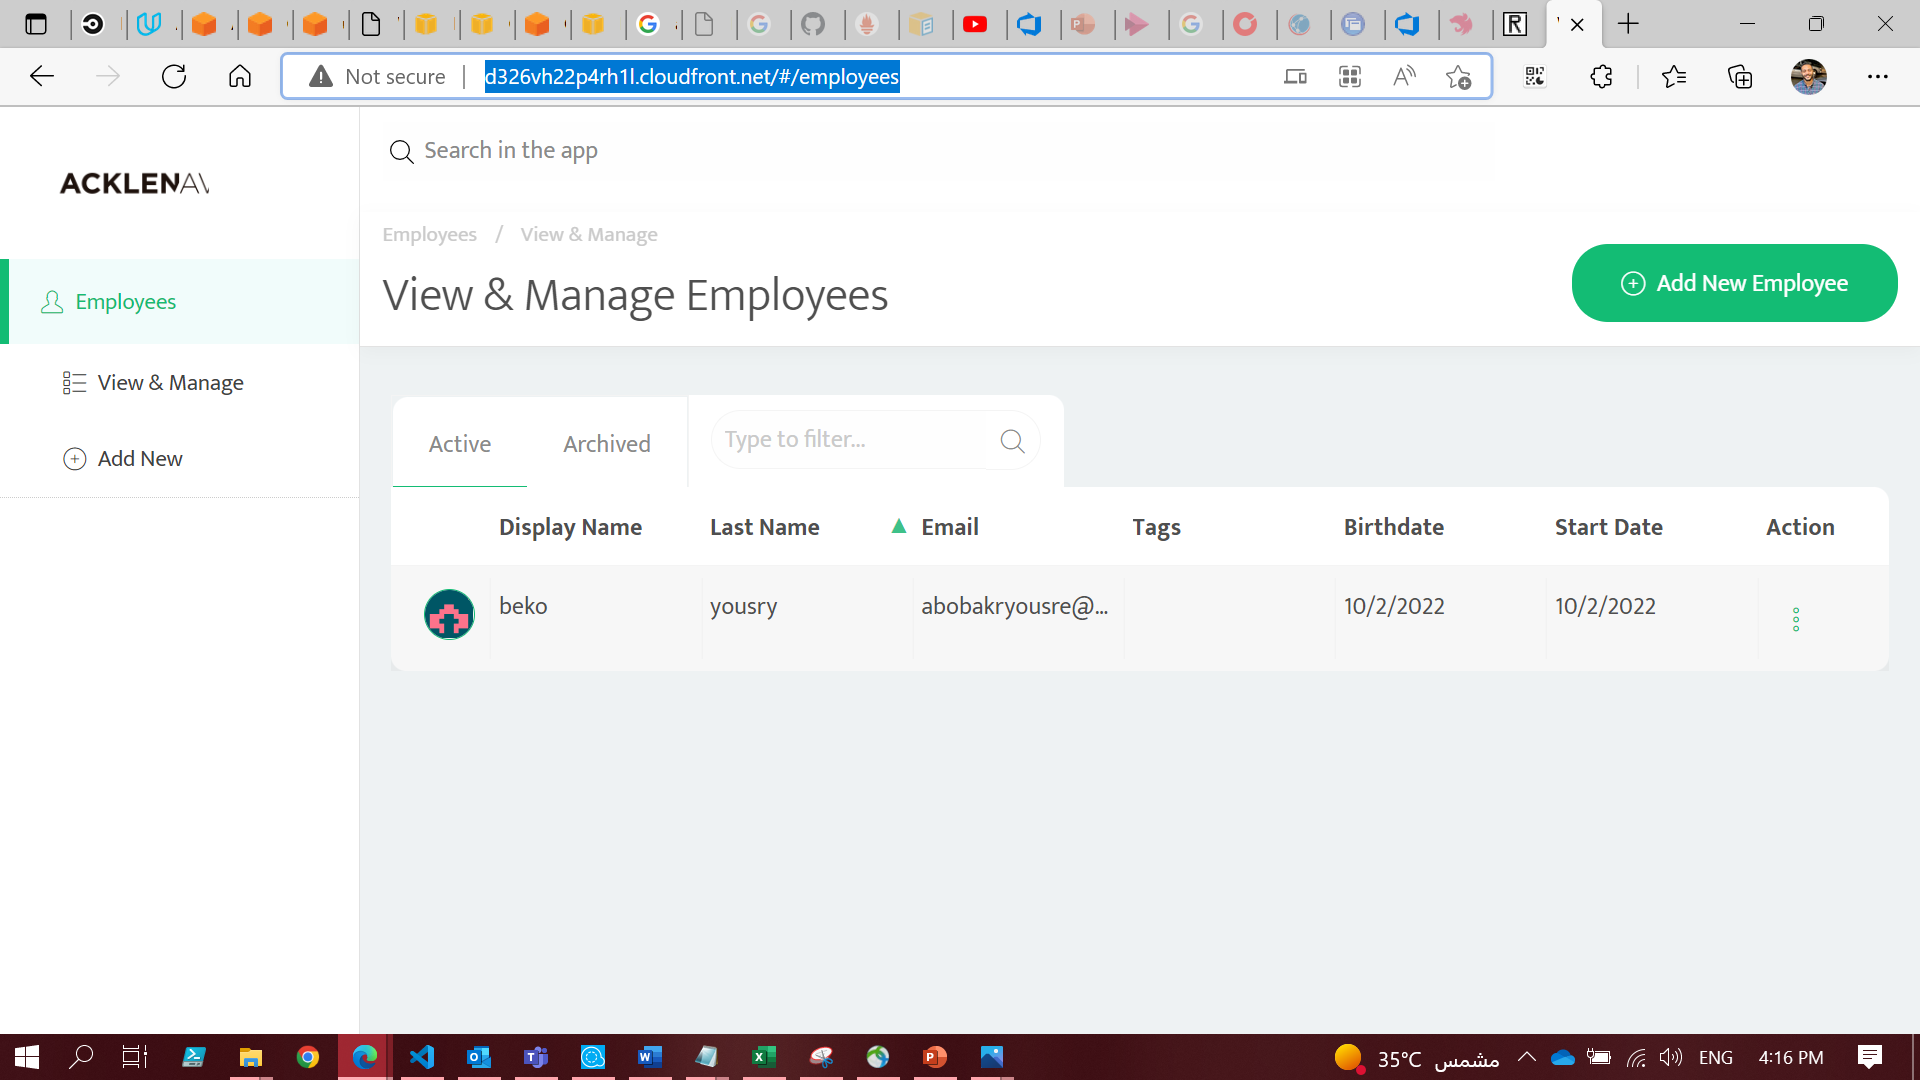 Not secure
d326vh22p4rh1l.cloudfront.net/#/employees
Search in the app
ACKLENAV
Employees / View & Manage
View & Manage Employees
Add New Employee
Employees
View & Manage
Add New
Active
Archived
Type to filter...
Display Name Last Name ▲ Email Tags Birthdate Start Date Action
beko yousry abobakryousre@... 10/2/2022 10/2/2022
35°C مشمس ENG 4:16 PM